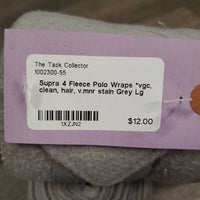 The Tack Collector
1002300-55
Supra 4 Fleece Polo Wraps *vgc,
clean, hair, v.mnr stain Grey Lg
1XZJN2
$12.00